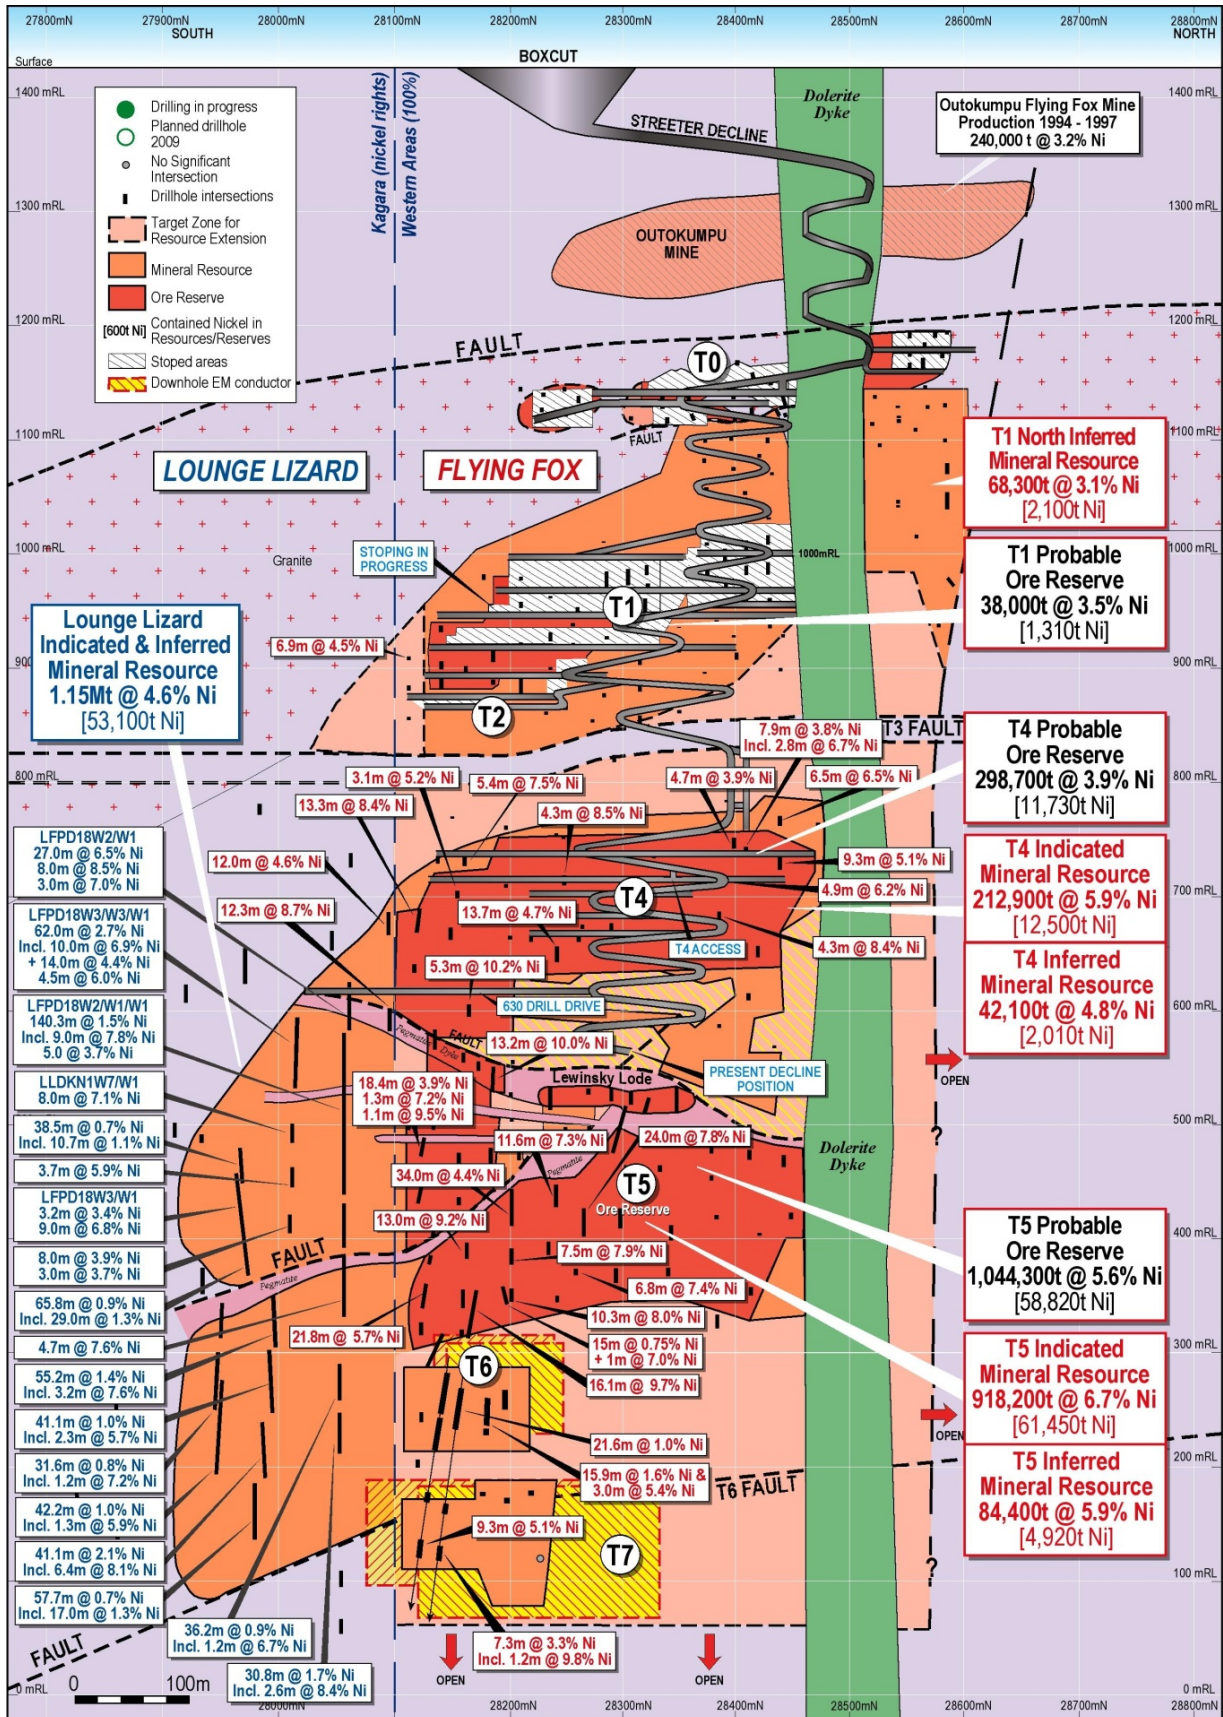 27800mN
27900mN
28000mN
28100mN
28200mN
28300mN
28400mN
28500mN
28600mN
28700mN
28800mN
SOUTH
NORTH
BOXCUT
Surface
1400 mRL
1400 mRL
Drilling in progress
Planned drillhole
2009
No Significant
Intersection
Drillhole intersections
Target Zone for
Resource Extension
Mineral Resource
Ore Reserve
[600t Ni]
Contained Nickel in
Resources/Reserves
Stoped areas
Downhole EM conductor
Kagara (nickel rights)
Western Areas (100%)
STREETER DECLINE
Dolerite
Dyke
Outokumpu Flying Fox Mine
Production 1994 - 1997
240,000 t @ 3.2% Ni
1300 mRL
1300 mRL
OUTOKUMPU
MINE
1200 mRL
1200 mRL
FAULT
T0
FAULT
1100 mRL
1100 mRL
LOUNGE LIZARD
FLYING FOX
T1 North Inferred
Mineral Resource
68,300t @ 3.1% Ni
[2,100t Ni]
1000 mRL
1000 mRL
1000mRL
Granite
STOPING IN
PROGRESS
T1
T1 Probable
Ore Reserve
38,000t @ 3.5% Ni
[1,310t Ni]
Lounge Lizard
Indicated & Inferred
Mineral Resource
1.15Mt @ 4.6% Ni
[53,100t Ni]
6.9m @ 4.5% Ni
900
900 mRL
T2
T3 FAULT
7.9m @ 3.8% Ni
Incl. 2.8m @ 6.7% Ni
T4 Probable
Ore Reserve
298,700t @ 3.9% Ni
[11,730t Ni]
800 mRL
800 mRL
3.1m @ 5.2% Ni
5.4m @ 7.5% Ni
4.7m @ 3.9% Ni
6.5m @ 6.5% Ni
13.3m @ 8.4% Ni
4.3m @ 8.5% Ni
LFPD18W2/W1
27.0m @ 6.5% Ni
8.0m @ 8.5% Ni
3.0m @ 7.0% Ni
12.0m @ 4.6% Ni
9.3m @ 5.1% Ni
T4 Indicated
Mineral Resource
212,900t @ 5.9% Ni
[12,500t Ni]
T4
4.9m @ 6.2% Ni
700 mRL
12.3m @ 8.7% Ni
13.7m @ 4.7% Ni
LFPD18W3/W3/W1
62.0m @ 2.7% Ni
Incl. 10.0m @ 6.9% Ni
+ 14.0m @ 4.4% Ni
4.5m @ 6.0% Ni
T4 ACCESS
4.3m @ 8.4% Ni
T4 Inferred
Mineral Resource
42,100t @ 4.8% Ni
[2,010t Ni]
5.3m @ 10.2% Ni
630 DRILL DRIVE
600 mRL
LFPD18W2/W1/W1
140.3m @ 1.5% Ni
Incl. 9.0m @ 7.8% Ni
5.0 @ 3.7% Ni
Pegmatite Dyke
FAULT
13.2m @ 10.0% Ni
PRESENT DECLINE
POSITION
OPEN
Lewinsky Lode
LLDKN1W7/W1
8.0m @ 7.1% Ni
18.4m @ 3.9% Ni
1.3m @ 7.2% Ni
1.1m @ 9.5% Ni
38.5m @ 0.7% Ni
Incl. 10.7m @ 1.1% Ni
500 mRL
?
11.6m @ 7.3% Ni
24.0m @ 7.8% Ni
Dolerite
Dyke
3.7m @ 5.9% Ni
34.0m @ 4.4% Ni
Pegmatite
T5
Ore Reserve
LFPD18W3/W1
3.2m @ 3.4% Ni
9.0m @ 6.8% Ni
13.0m @ 9.2% Ni
T5 Probable
Ore Reserve
1,044,300t @ 5.6% Ni
[58,820t Ni]
400 mRL
8.0m @ 3.9% Ni
3.0m @ 3.7% Ni
FAULT
Pegmatite
7.5m @ 7.9% Ni
6.8m @ 7.4% Ni
65.8m @ 0.9% Ni
Incl. 29.0m @ 1.3% Ni
10.3m @ 8.0% Ni
21.8m @ 5.7% Ni
15m @ 0.75% Ni
+ 1m @ 7.0% Ni
4.7m @ 7.6% Ni
300 mRL
T6
16.1m @ 9.7% Ni
T5 Indicated
Mineral Resource
918,200t @ 6.7% Ni
[61,450t Ni]
55.2m @ 1.4% Ni
Incl. 3.2m @ 7.6% Ni
OPEN
41.1m @ 1.0% Ni
Incl. 2.3m @ 5.7% Ni
21.6m @ 1.0% Ni
31.6m @ 0.8% Ni
Incl. 1.2m @ 7.2% Ni
15.9m @ 1.6% Ni &
3.0m @ 5.4% Ni
T6 FAULT
200 mRL
T5 Inferred
Mineral Resource
84,400t @ 5.9% Ni
[4,920t Ni]
42.2m @ 1.0% Ni
Incl. 1.3m @ 5.9% Ni
9.3m @ 5.1% Ni
T7
41.1m @ 2.1% Ni
Incl. 6.4m @ 8.1% Ni
?
100 mRL
57.7m @ 0.7% Ni
Incl. 17.0m @ 1.3% Ni
36.2m @ 0.9% Ni
Incl. 1.2m @ 6.7% Ni
7.3m @ 3.3% Ni
Incl. 1.2m @ 9.8% Ni
FAULT
30.8m @ 1.7% Ni
Incl. 2.6m @ 8.4% Ni
OPEN
OPEN
0 mRL
0
100m
0 mRL
27800mN
27900mN
28000mN
28200mN
28300mN
28400mN
28500mN
28600mN
28700mN
28800mN